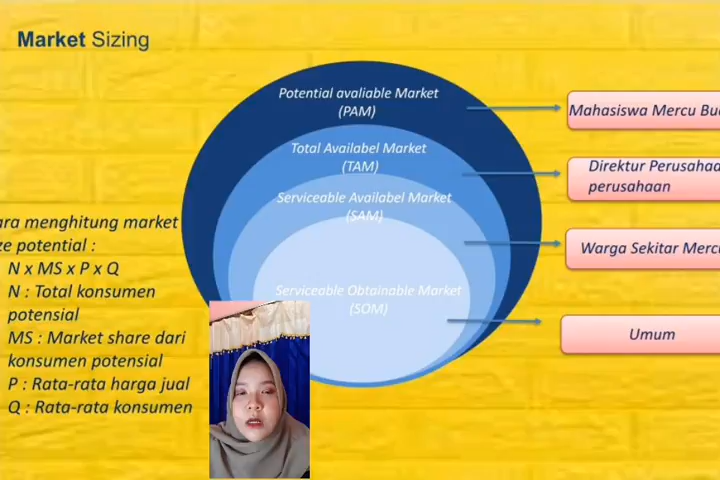 Market Sizing
Potential avaliable Market
(PAM)
Total Availabel Market
(TAM)
Serviceable Availabel Market
(SAM)
Serviceable Obtainable Market
(SOM)
Mahasiswa Mercu Bu
Direktur Perusahaa
perusahaan
Warga Sekitar Mercu
Umum
ara menghitung market
ze potential :
N x MS x P x Q
N : Total konsumen
potensial
MS : Market share dari
konsumen potensial
P : Rata-rata harga jual
Q : Rata-rata konsumen